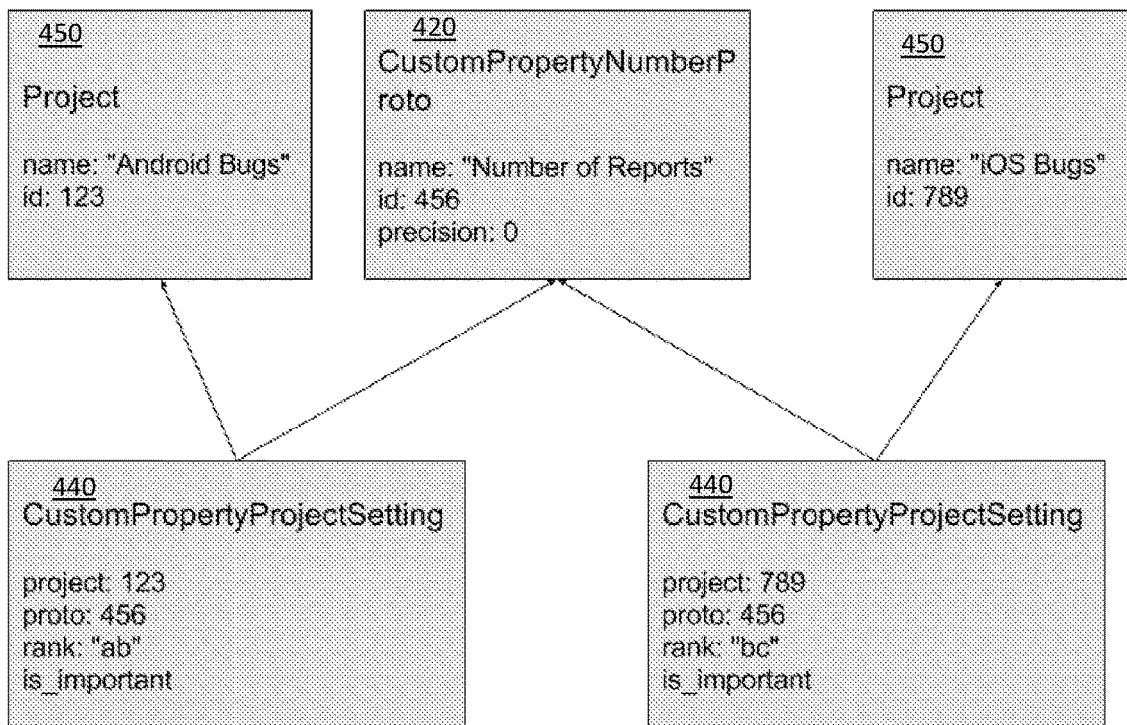 450
Project
name: "Android Bugs"
id: 123
420
CustomPropertyNumberP
roto
name: "Number of Reports"
id: 456
precision: 0
450
Project
name: "iOS Bugs"
id: 789
440
CustomPropertyProjectSetting
project: 123
proto: 456
rank: "ab"
is_important
440
CustomPropertyProjectSetting
project: 789
proto: 456
rank: "bc"
is_important